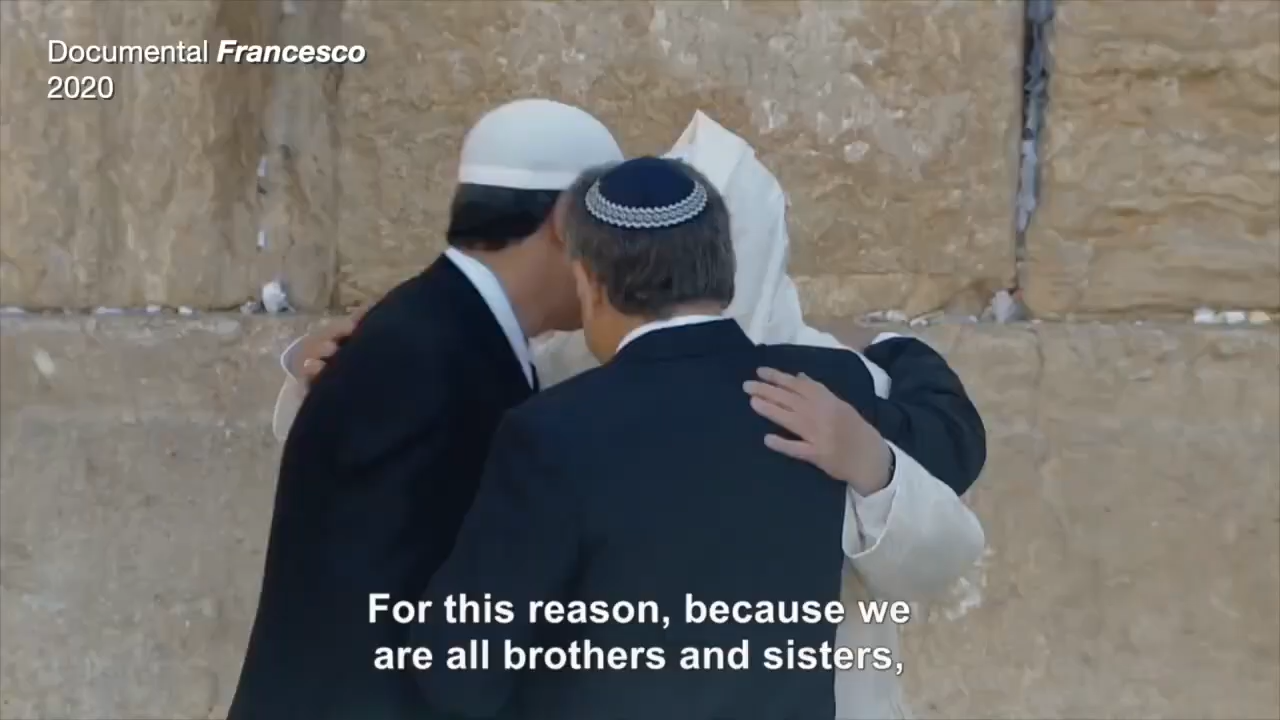 Documental Francesco
2020
For this reason, because we
are all brothers and sisters,